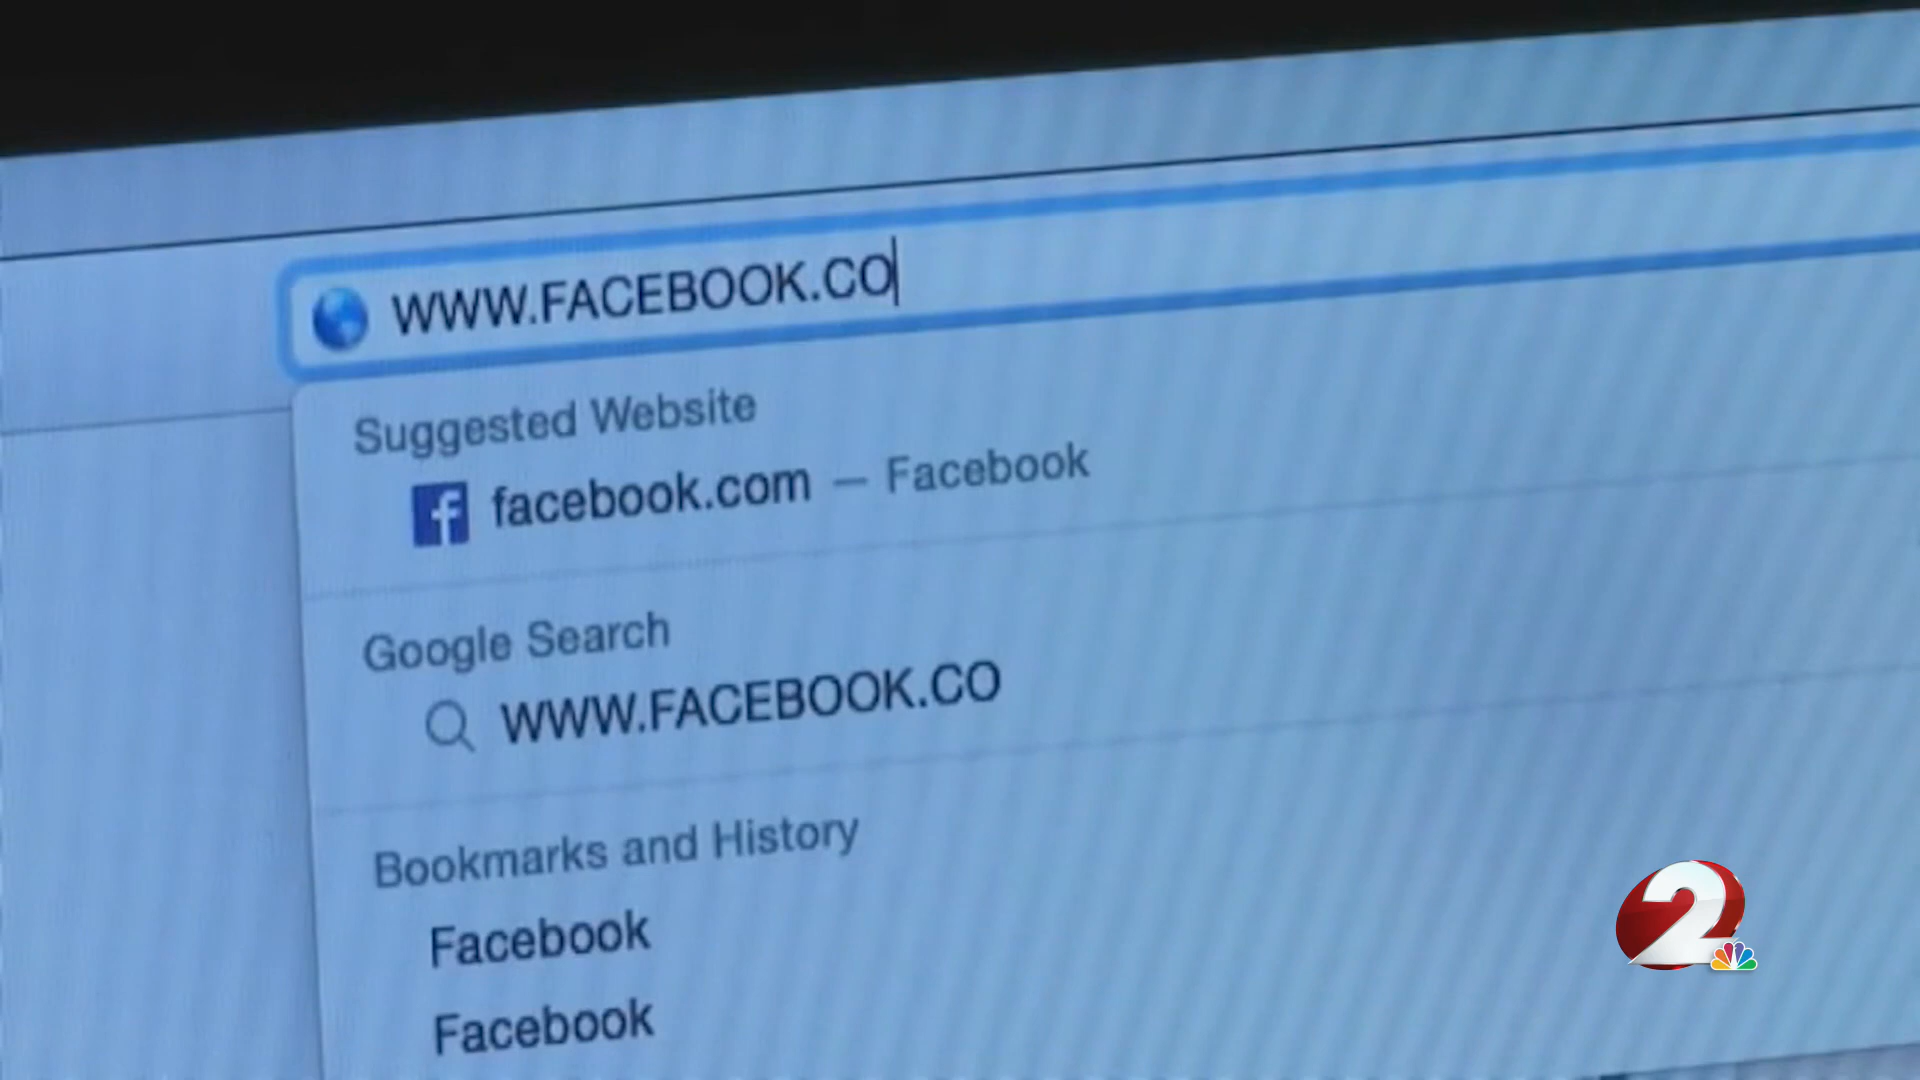 WWW.FACEBOOK.CO
Suggested Website
facebook.com — Facebook
Google Search
WWW.FACEBOOK.CO
Bookmarks and History
Facebook
Facebook
2